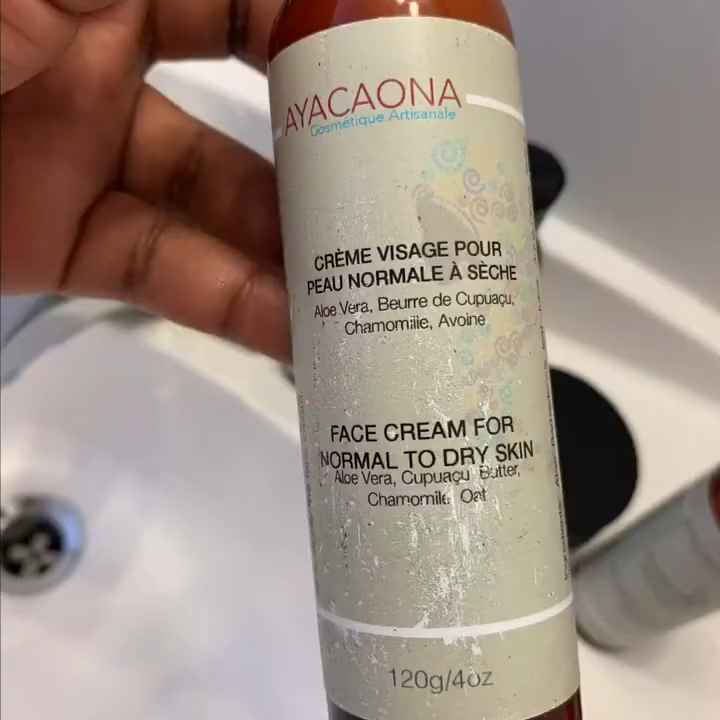 AYACAONA
Cosmétique Artisanale
CRÈME VISAGE POUR
PEAU NORMALE À SÈCHE
Aloe Vera, Beurre de Cupuaçu,
Chamomille, Avoine
FACE CREAM FOR
NORMAL TO DRY SKIN
Aloe Vera, Cupuaçu Butter,
Chamomile Oat
120g/4oz